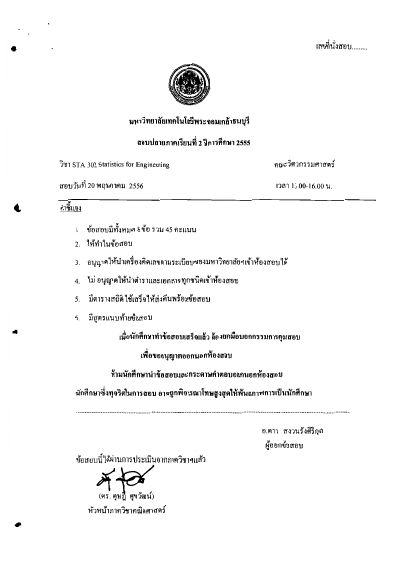 เลขที่นั่งสอบ.........
มหาวิทยาลัยเทคโนโลยีพระจอมเกล้าธนบุรี
สอบปลายภาคเรียนที่ 2 ปีการศึกษา 2555
วิชา STA 302 Statistics for Engineering
คณะวิศวกรรมศาสตร์
สอบวันที่ 20 พฤษภาคม 2556
เวลา 13.00-16.00 น.
คำชี้แจง
1. ข้อสอบมีทั้งหมด ข้อ รวม 45 คะแนน
2. ให้ทำในข้อสอบ
3. อนุญาตให้นำเครื่องคิดเลขตามระเบียบของมหาวิทยาลัยฯเข้าห้องสอบได้
4. ไม่อนุญาตให้นำตำราและเอกสารทุกชนิดเข้าห้องสอบ
5. มีตารางสถิติ ใช้เสร็จให้ส่งคืนพร้อมข้อสอบ
6. มีสูตรแนบท้ายข้อสอบ
เมื่อนักศึกษาทำข้อสอบเสร็จแล้ว ต้องยกมือบอกกรรมการคุมสอบ
เพื่อขออนุญาตออกนอกห้องสอบ
ห้ามนักศึกษานำข้อสอบและกระดาษคำตอบออกนอกห้องสอบ
นักศึกษาซึ่งทุจริตในการสอบ อาจถูกพิจารณาโทษสูงสุดให้พ้นสภาพการเป็นนักศึกษา
อ.ดาว สงวนรังศิริกุล
ผู้ออกข้อสอบ
ข้อสอบนี้ได้ผ่านการประเมินจากภาควิชาฯแล้ว
(ดร. ดุษฎี ศุขวัฒน์)
หัวหน้าภาควิชาคณิตศาสตร์